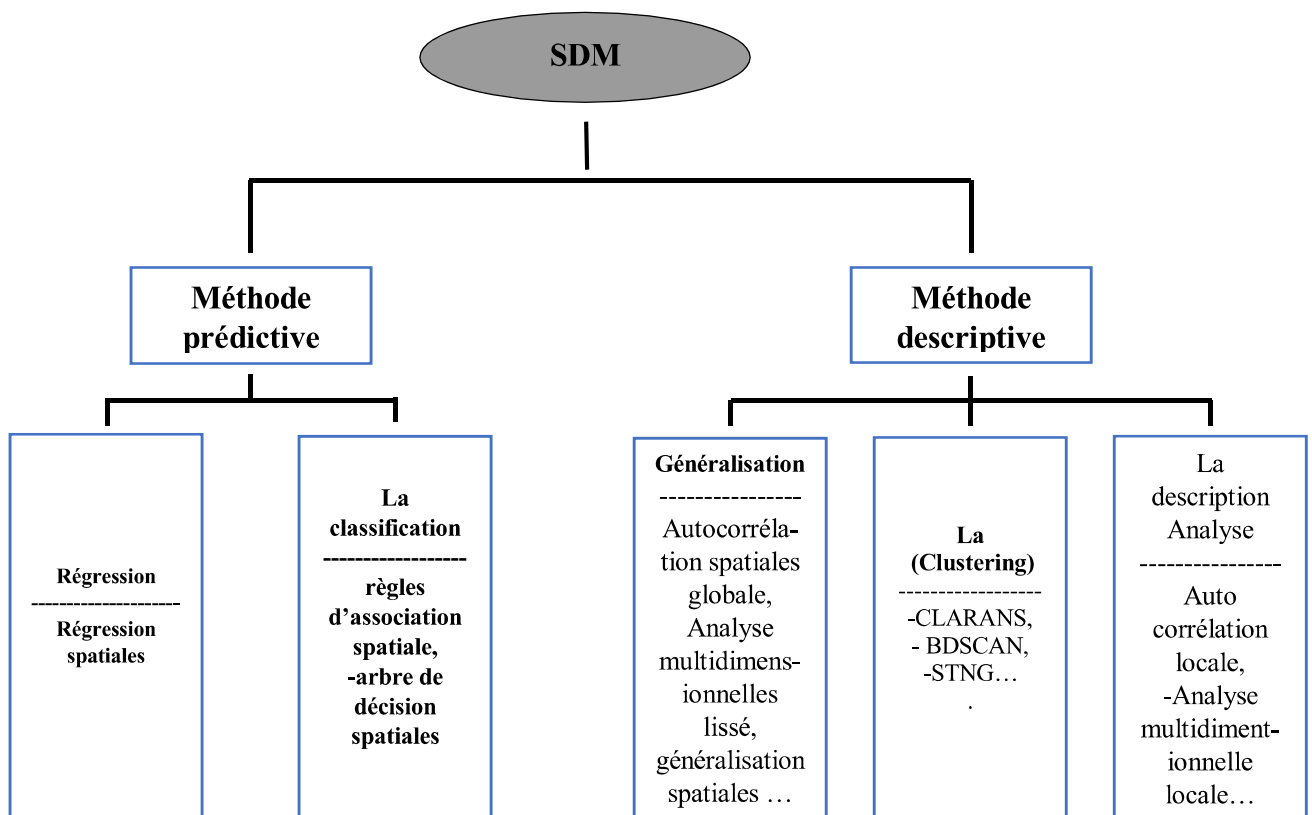 SDM
Méthode
prédictive
Méthode
descriptive
Régression
---------------------
Régression
spatiales
La
classification
-------------------
règles
d’association
spatiale,
-arbre de
décision
spatiales
Généralisation
----------------
Autocorréla-
tion spatiales
globale,
Analyse
multidimens-
ionnelles
lissé,
généralisation
spatiales …
La
(Clustering)
-------------------
-CLARANS,
- BDSCAN,
-STNG…
.
La
description
Analyse
----------------
Auto
corrélation
locale,
-Analyse
multidiment-
ionnelle
locale…